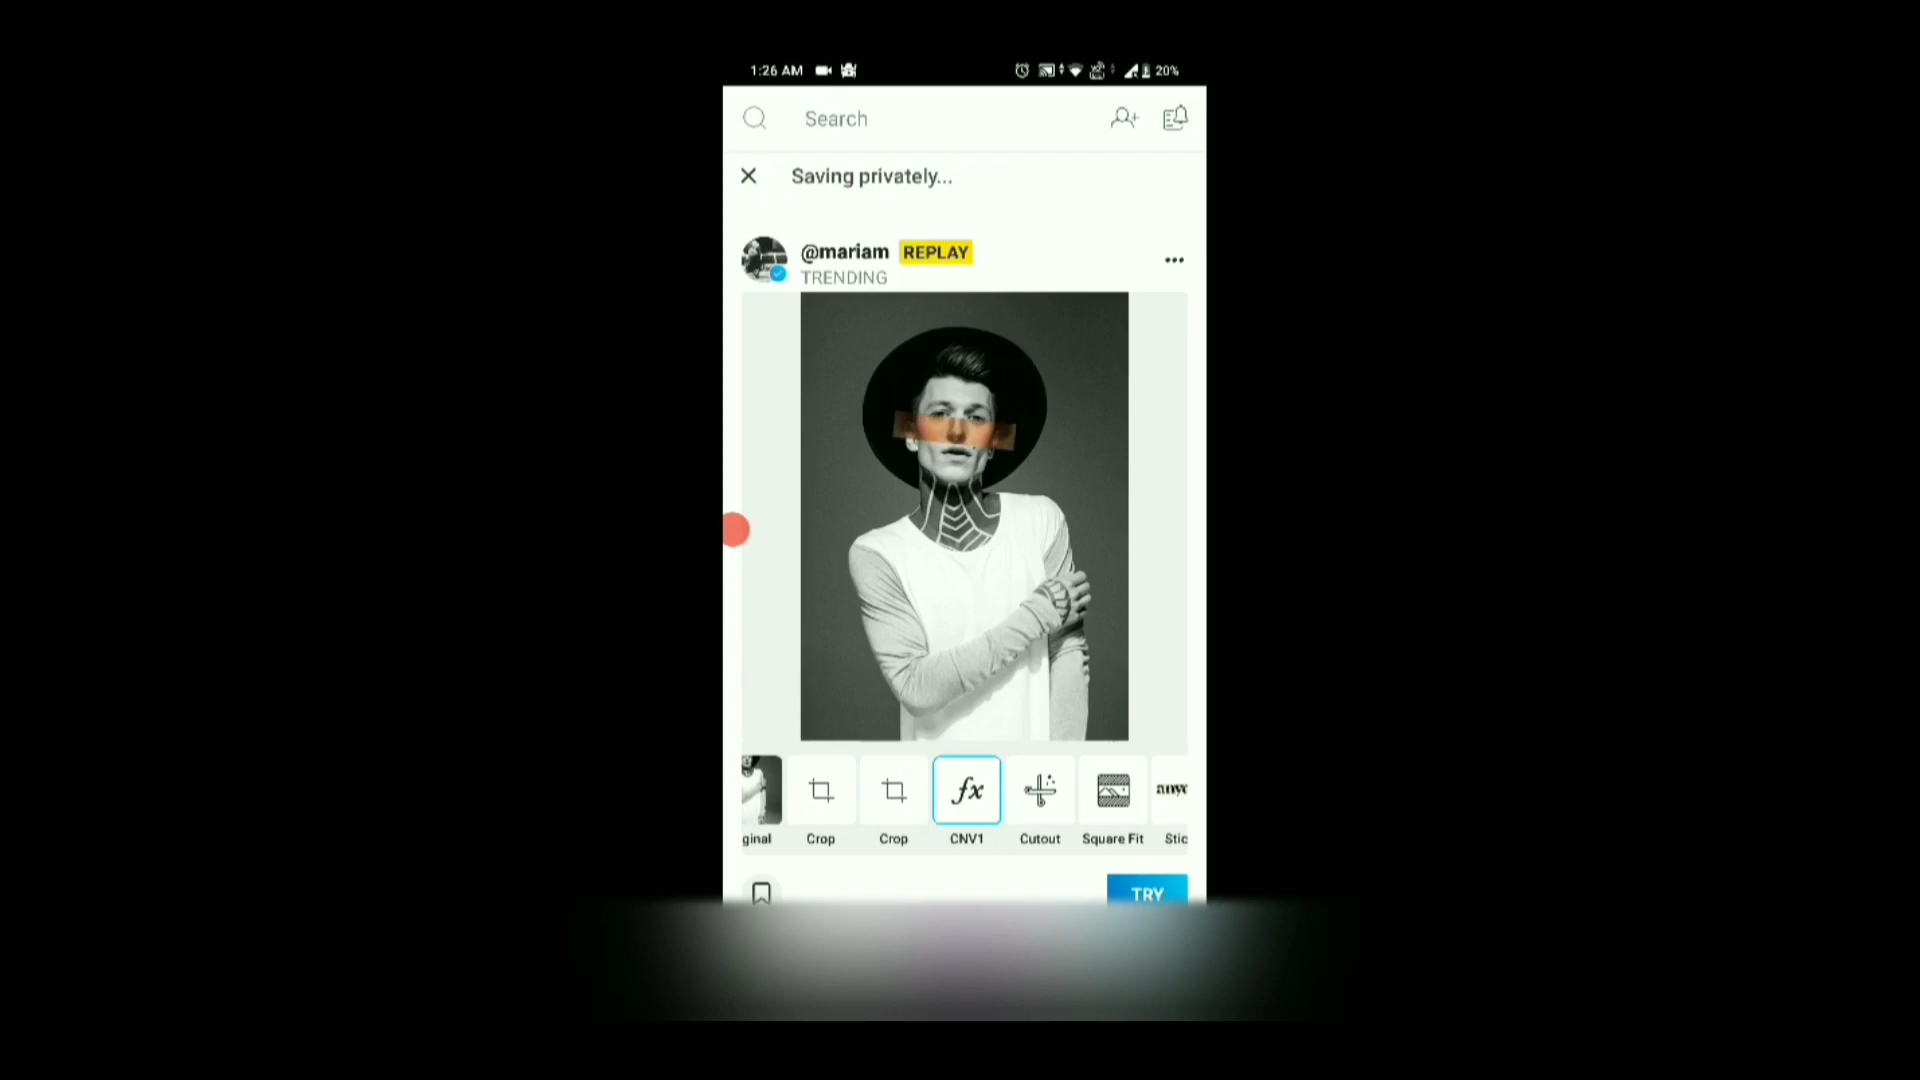 1:26 AM 20%
Search
Saving privately...
@mariam REPLAY
TRENDING
fx
ginal Crop Crop CNV1 Cutout Square Fit Stic
TRY